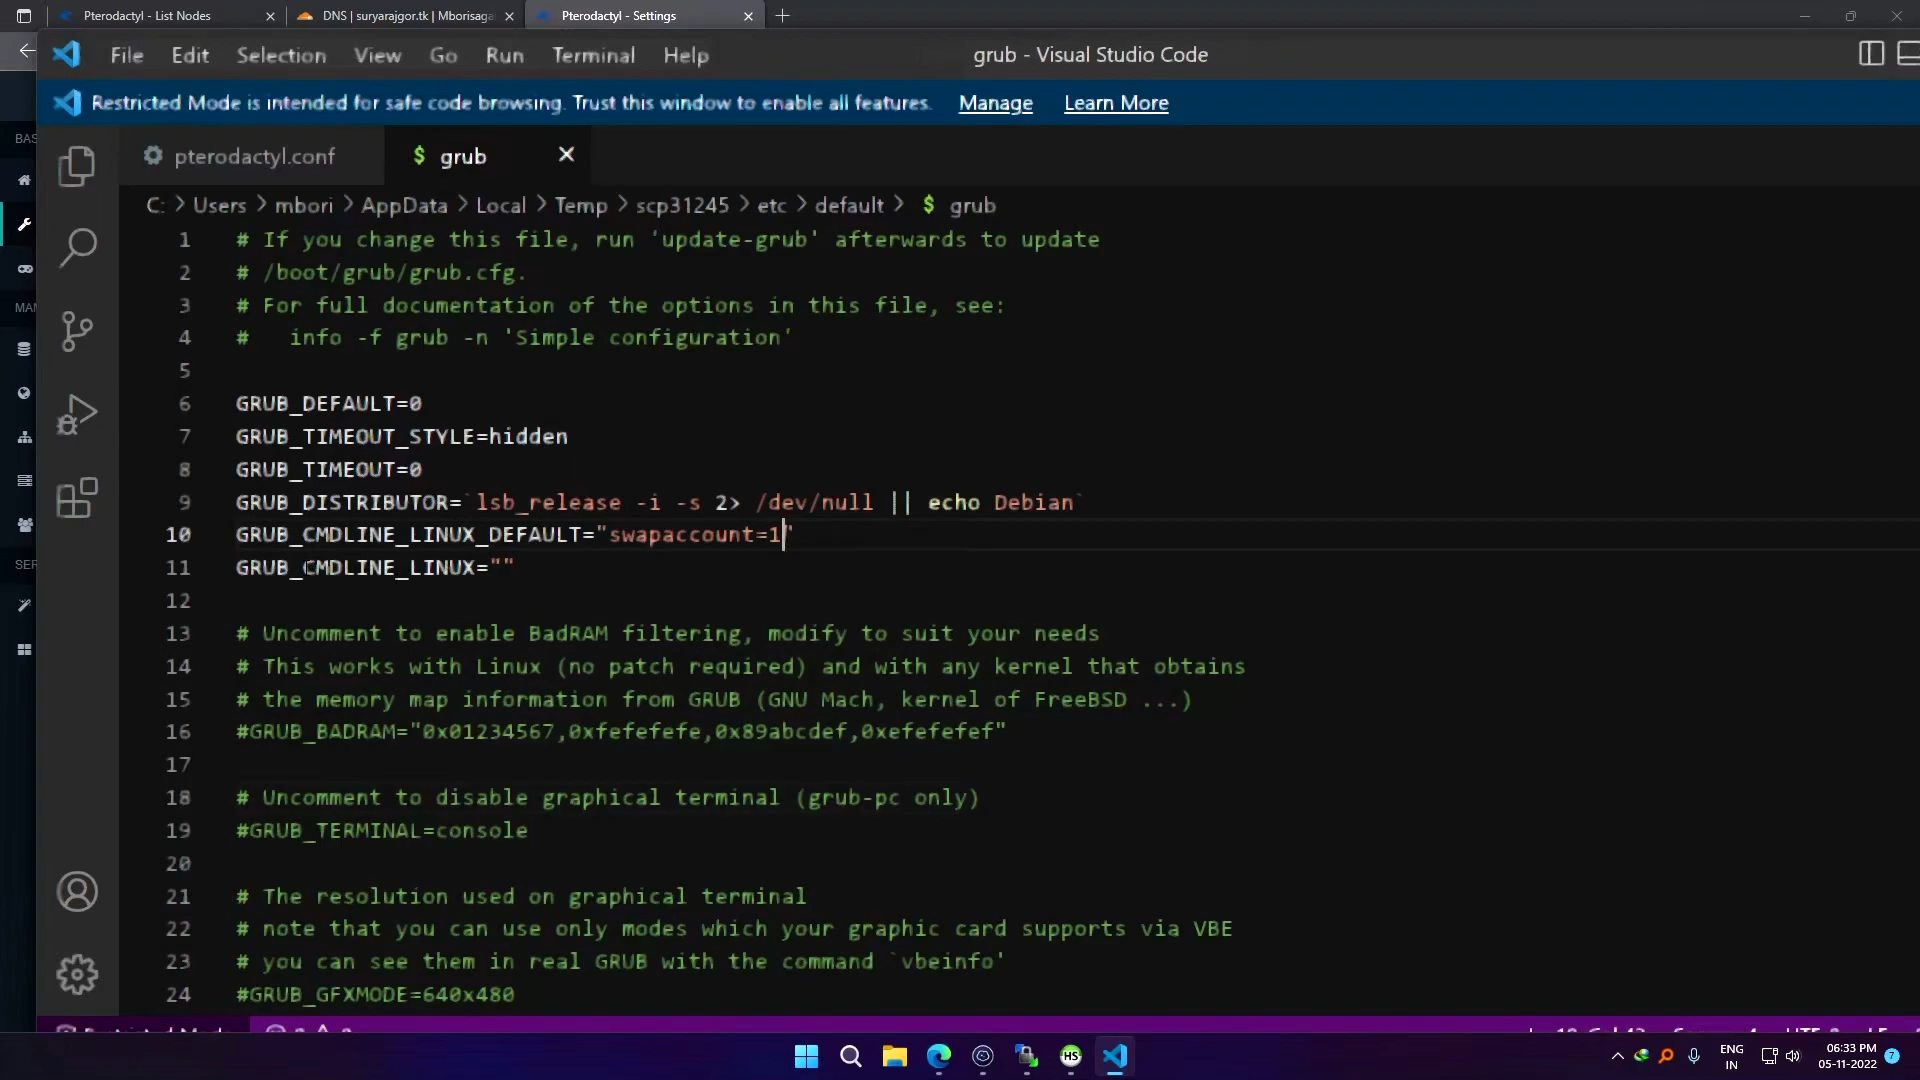 Pterodactyl - List Nodes
DNS | suryarajgor.tk | Mborisaga
Pterodactyl - Settings
File Edit Selection View Go Run Terminal Help
grub - Visual Studio Code
Restricted Mode is intended for safe code browsing. Trust this window to enable all features. Manage Learn More
pterodactyl.conf
$ grub
C: > Users > mbori > AppData > Local > Temp > scp31245 > etc > default > $ grub
1 # If you change this file, run 'update-grub' afterwards to update
2 # /boot/grub/grub.cfg.
3 # For full documentation of the options in this file, see:
4 #   info -f grub -n 'Simple configuration'
5
6 GRUB_DEFAULT=0
7 GRUB_TIMEOUT_STYLE=hidden
8 GRUB_TIMEOUT=0
9 GRUB_DISTRIBUTOR=`lsb_release -i -s 2> /dev/null || echo Debian`
10 GRUB_CMDLINE_LINUX_DEFAULT="swapaccount=1"
11 GRUB_CMDLINE_LINUX=""
12
13 # Uncomment to enable BadRAM filtering, modify to suit your needs
14 # This works with Linux (no patch required) and with any kernel that obtains
15 # the memory map information from GRUB (GNU Mach, kernel of FreeBSD ...)
16 #GRUB_BADRAM="0x01234567,0xfefefefe,0x89abcdef,0xefefefef"
17
18 # Uncomment to disable graphical terminal (grub-pc only)
19 #GRUB_TERMINAL=console
20
21 # The resolution used on graphical terminal
22 # note that you can use only modes which your graphic card supports via VBE
23 # you can see them in real GRUB with the command `vbeinfo'
24 #GRUB_GFXMODE=640x480
BAS
MAN
SER
HS
ENG
IN
06:33 PM
05-11-2022
7